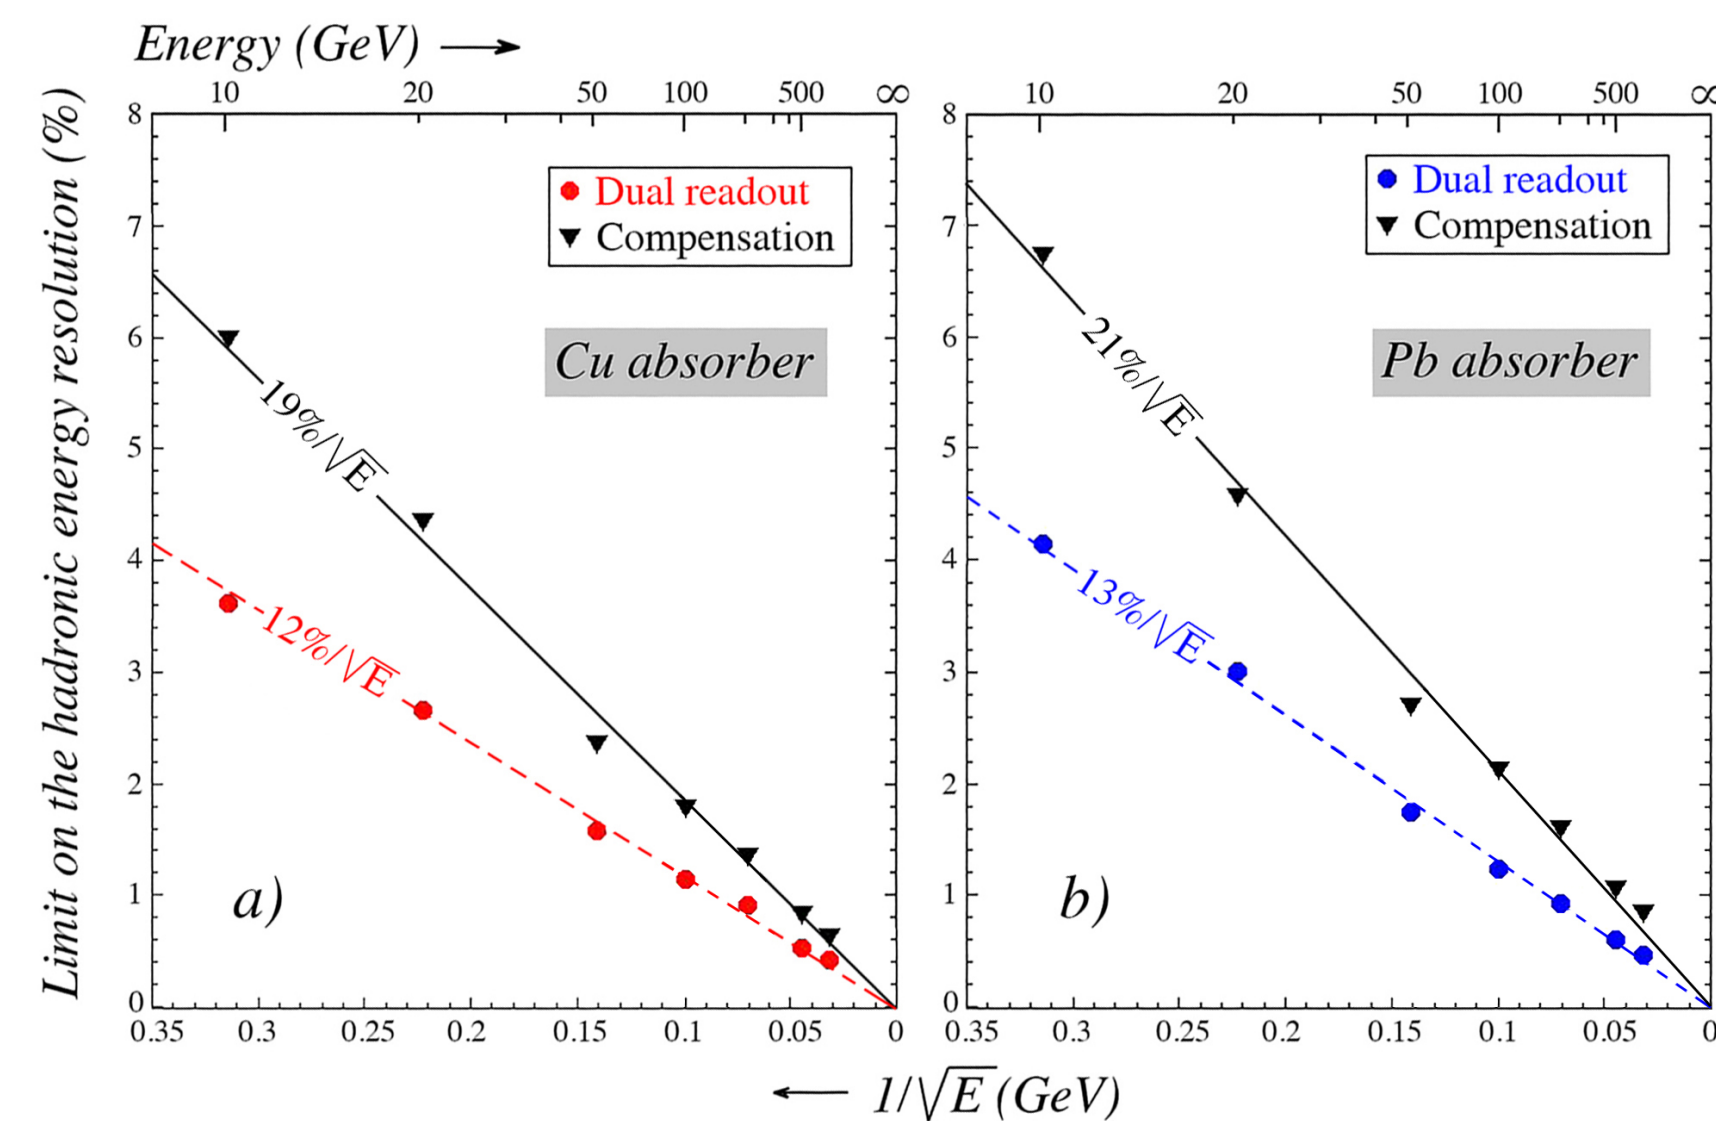 Energy (GeV) →
10 20 50 100 500 ∞
10 20 50 100 500 ∞
Limit on the hadronic energy resolution (%)
8
7
6
5
4
3
2
1
0
Dual readout
Compensation
Cu absorber
19%/√E
12%/√E
a)
0.35 0.3 0.25 0.2 0.15 0.1 0.05 0
8
7
6
5
4
3
2
1
0
Dual readout
Compensation
Pb absorber
21%/√E
13%/√E
b)
0.35 0.3 0.25 0.2 0.15 0.1 0.05 0
← 1/√E (GeV)